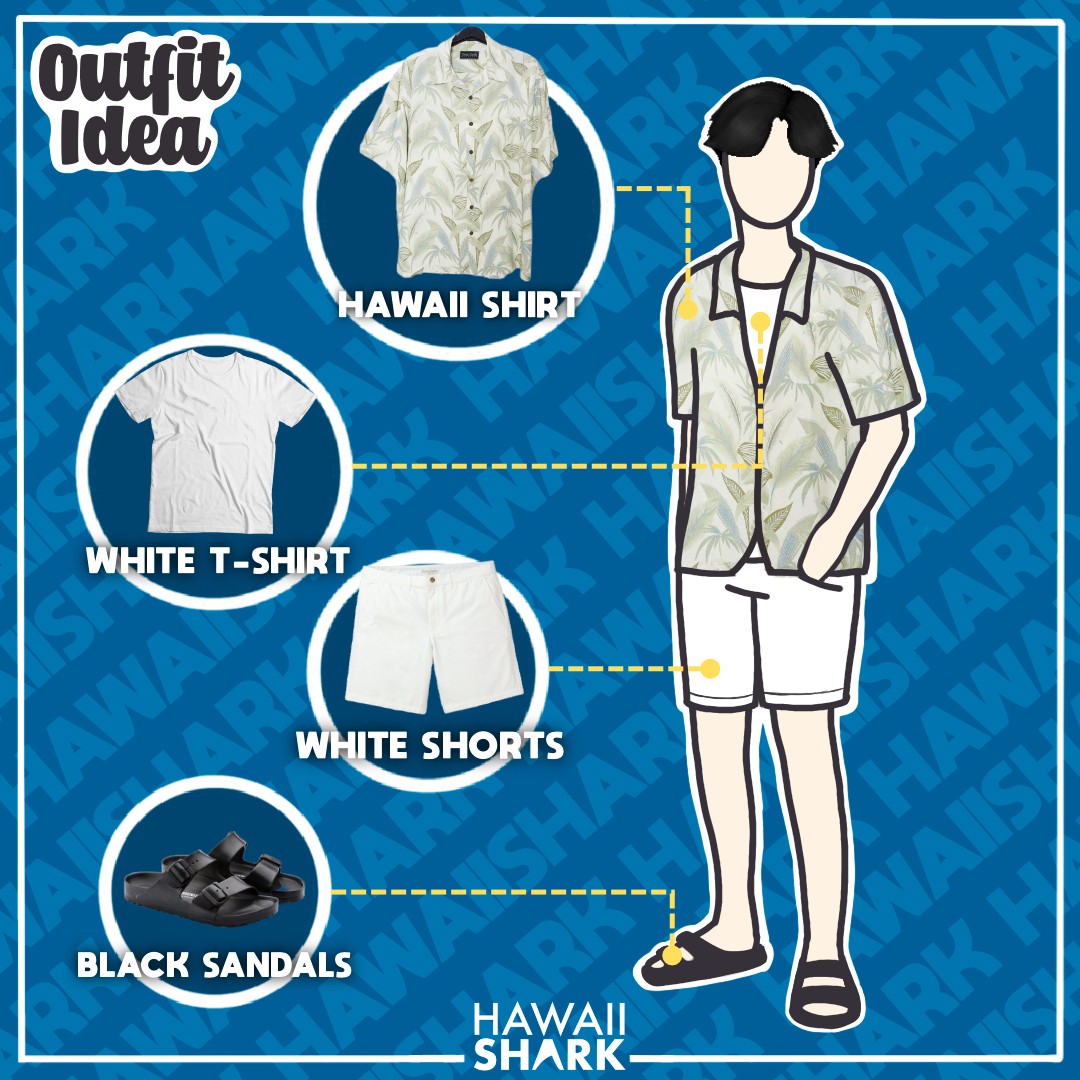 Outfit
Idea
HAWAII SHIRT
WHITE T-SHIRT
WHITE SHORTS
BLACK SANDALS
HAWAII
SHARK